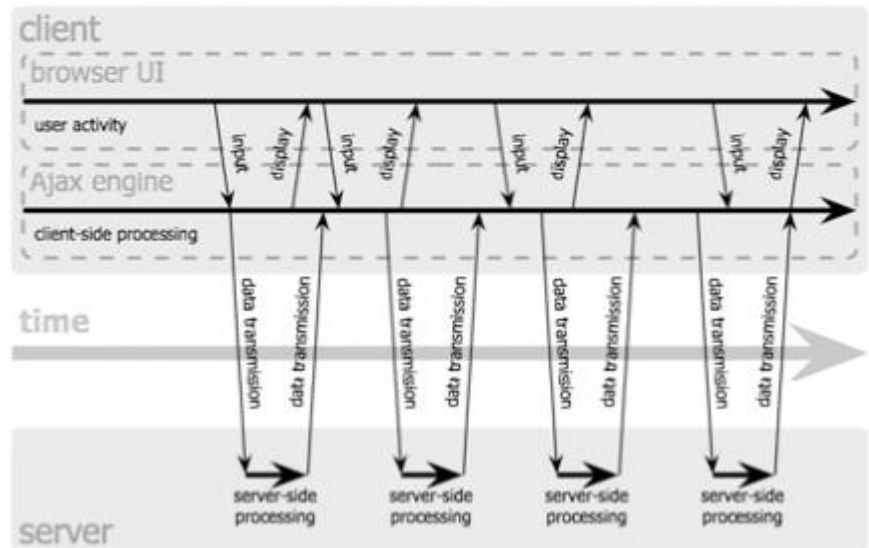 client
browser UI
user activity
input
display
input
display
input
display
input
display
Ajax engine
client-side processing
data transmission
data transmission
data transmission
data transmission
data transmission
data transmission
data transmission
data transmission
time
server-side
processing
server-side
processing
server-side
processing
server-side
processing
server